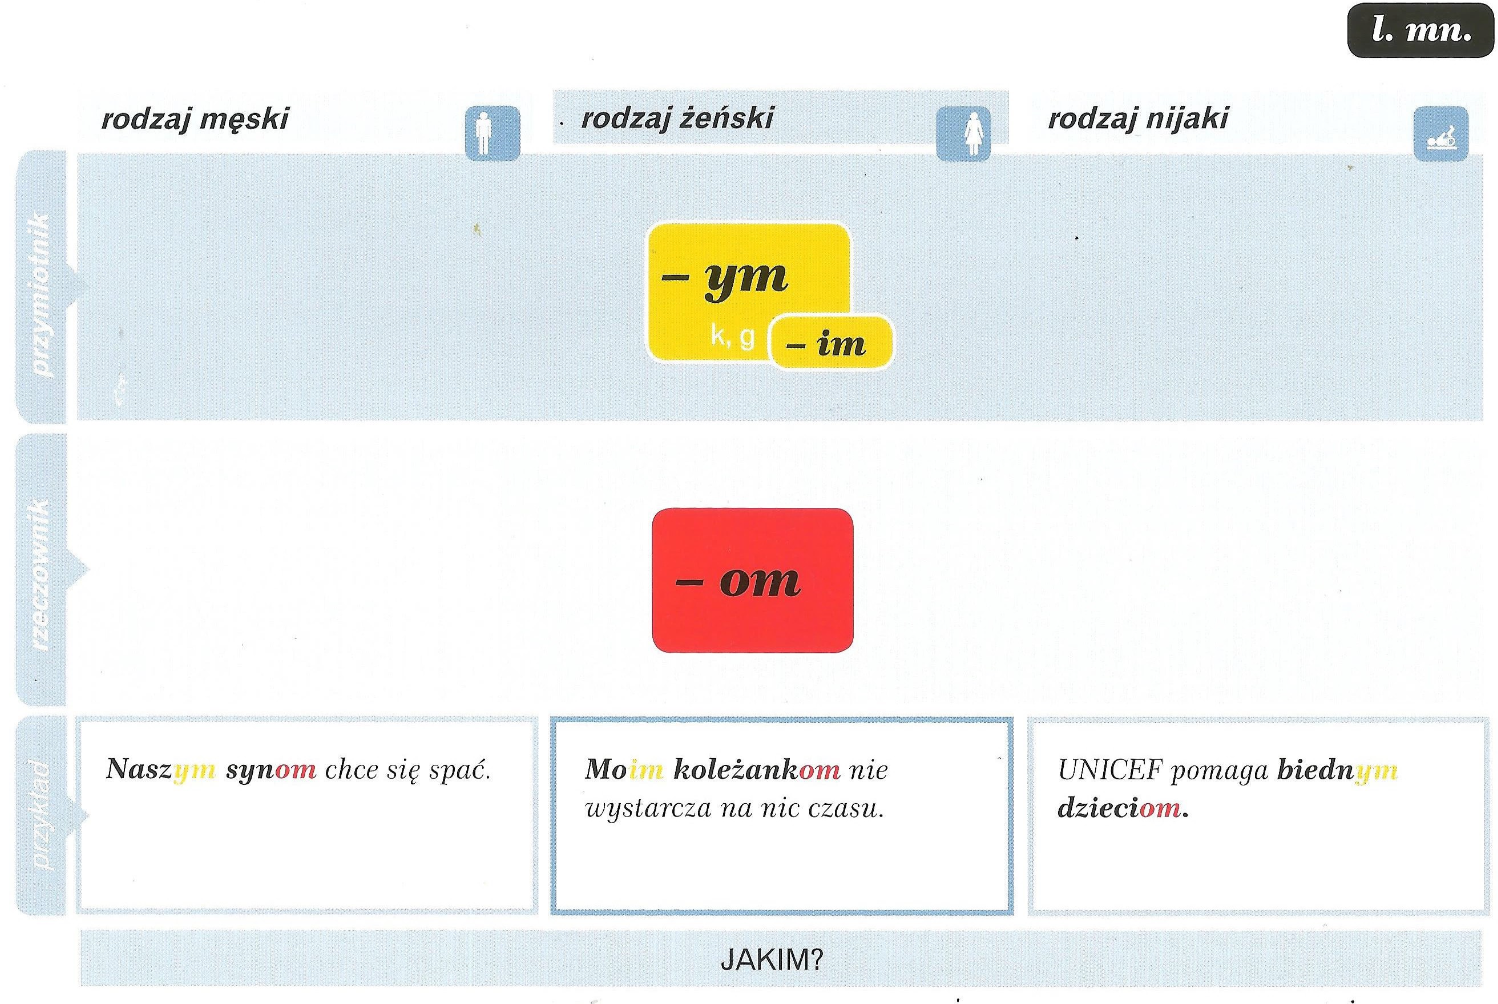 l. mn.
rodzaj męski
rodzaj żeński
rodzaj nijaki
przymiotnik
– ym
k, g
– im
rzeczownik
– om
przykład
Naszym synom chce się spać.
Moim koleżankom nie
wystarcza na nic czasu.
UNICEF pomaga biednym
dzieciom.
JAKIM?